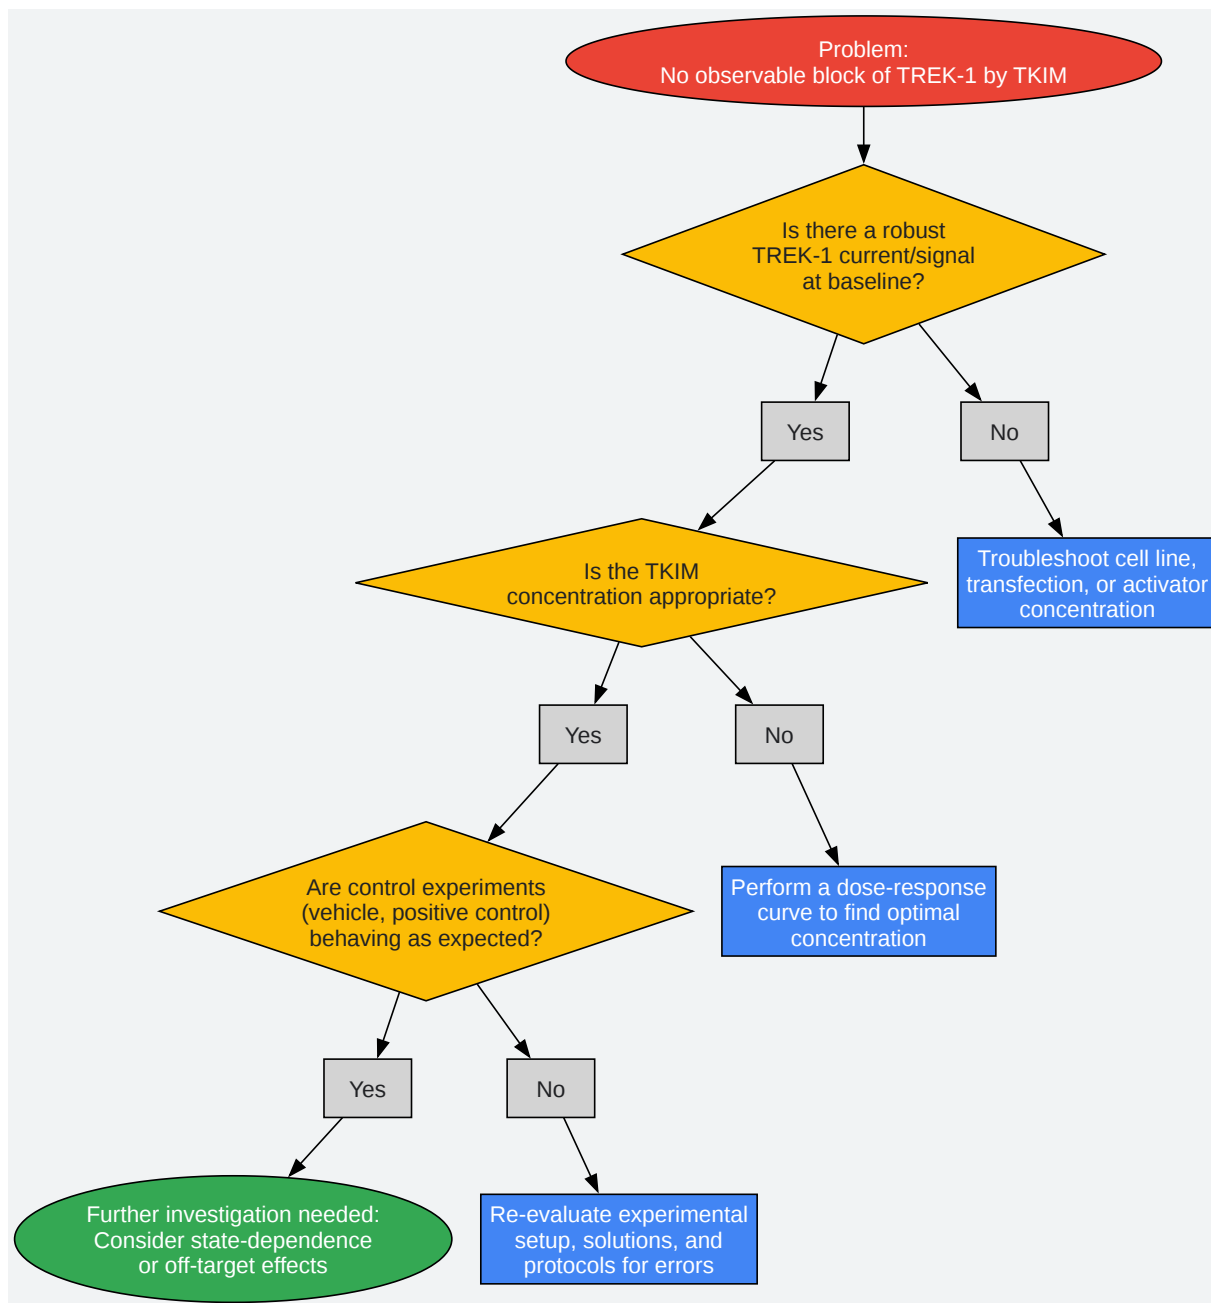 Problem:
No observable block of TREK-1 by TKIM
Is there a robust
TREK-1 current/signal
at baseline?
Yes
No
Is the TKIM
concentration appropriate?
Troubleshoot cell line,
transfection, or activator
concentration
Yes
No
Are control experiments
(vehicle, positive control)
behaving as expected?
Perform a dose-response
curve to find optimal
concentration
Yes
No
Further investigation needed:
Consider state-dependence
or off-target effects
Re-evaluate experimental
setup, solutions, and
protocols for errors